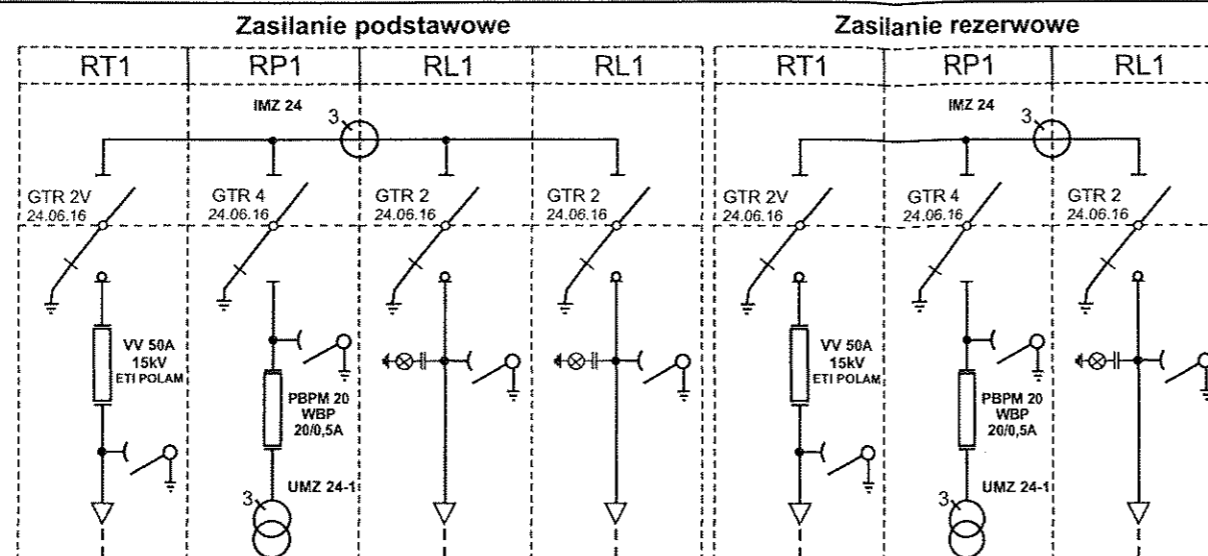 Zasilanie podstawowe
Zasilanie rezerwowe
RT1
RP1
RL1
RL1
RT1
RP1
RL1
IMZ 24
3
IMZ 24
3
GTR 2V
24.06.16
GTR 4
24.06.16
GTR 2
24.06.16
GTR 2
24.06.16
GTR 2V
24.06.16
GTR 4
24.06.16
GTR 2
24.06.16
VV 50A
15kV
ETI POLAM
PBPM 20
WBP
20/0,5A
VV 50A
15kV
ETI POLAM
PBPM 20
WBP
20/0,5A
UMZ 24-1
3
UMZ 24-1
3